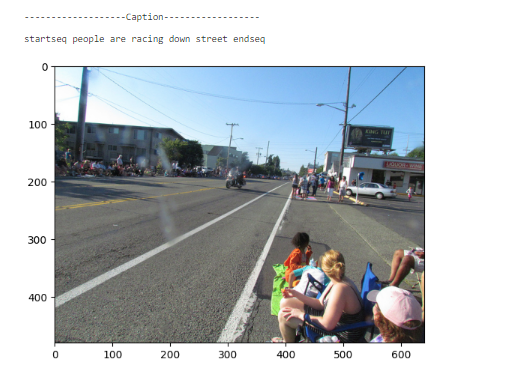 -------------------Caption------------------
startseq people are racing down street endseq
0
100
200
300
400
0 100 200 300 400 500 600